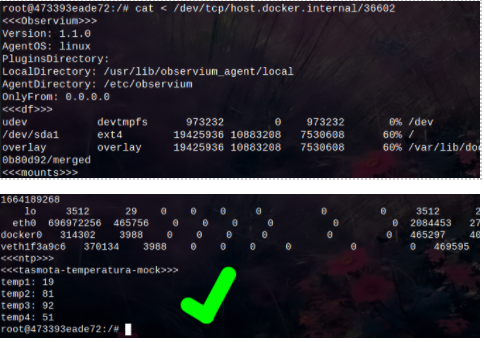 root@473393eade72:/# cat < /dev/tcp/host.docker.internal/36602
<<<Observium>>>
Version: 1.1.0
AgentOS: linux
PluginsDirectory:
LocalDirectory: /usr/lib/observium_agent/local
AgentDirectory: /etc/observium
OnlyFrom: 0.0.0.0
<<<df>>>
udev devtmpfs 973232 0 973232 0% /dev
/dev/sda1 ext4 19425936 10883208 7530608 60% /
overlay overlay 19425936 10883208 7530608 60% /var/lib/doc
0b80d92/merged
<<<mounts>>>
1664189268
lo 3512 29 0 0 0 0 0 0 3512 2
eth0 696972256 465756 0 0 0 0 0 0 2084453 27
docker0 314302 3988 0 0 0 0 0 0 465297 40
veth1f3a9c6 370134 3988 0 0 0 0 0 0 469595
<<<ntp>>>
<<<tasmota-temperatura-mock>>>
temp1: 19
temp2: 81
temp3: 92
temp4: 51
root@473393eade72:/#